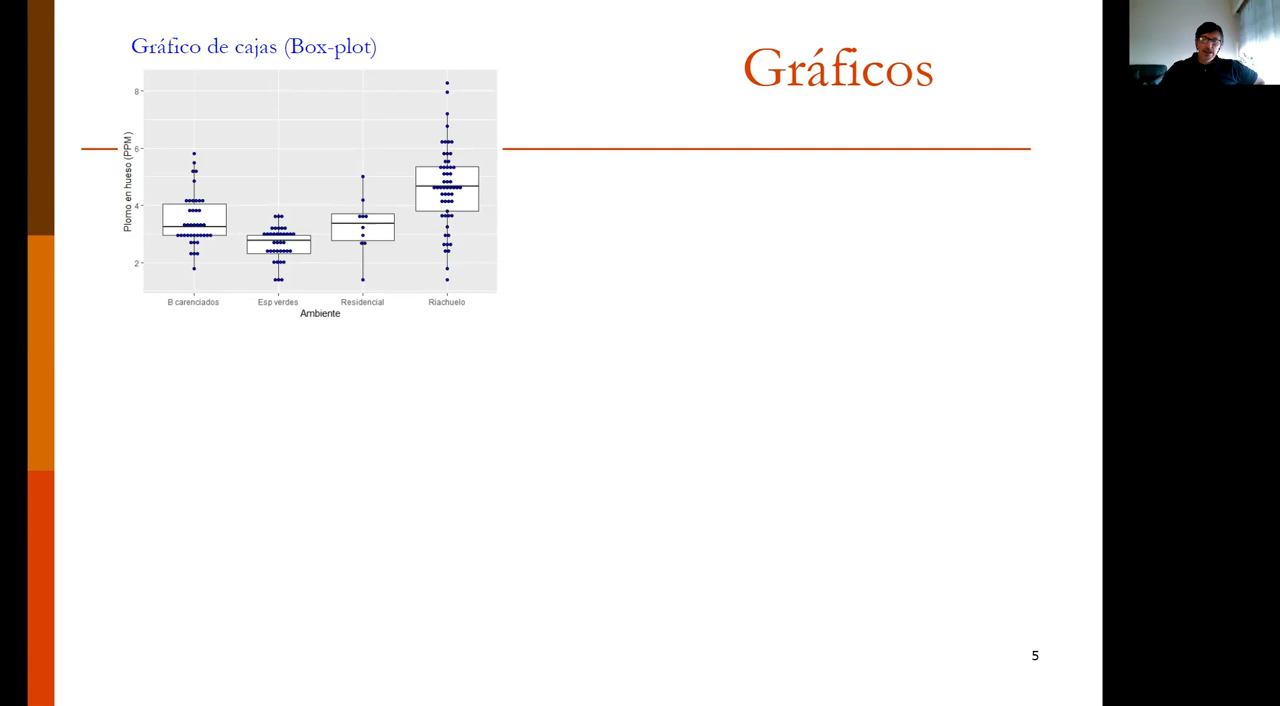 Gráfico de cajas (Box-plot)
Gráficos
Plomo en hueso (PPM)
8
6
4
2
B carenciados Esp verdes Residencial Riachuelo
Ambiente
5